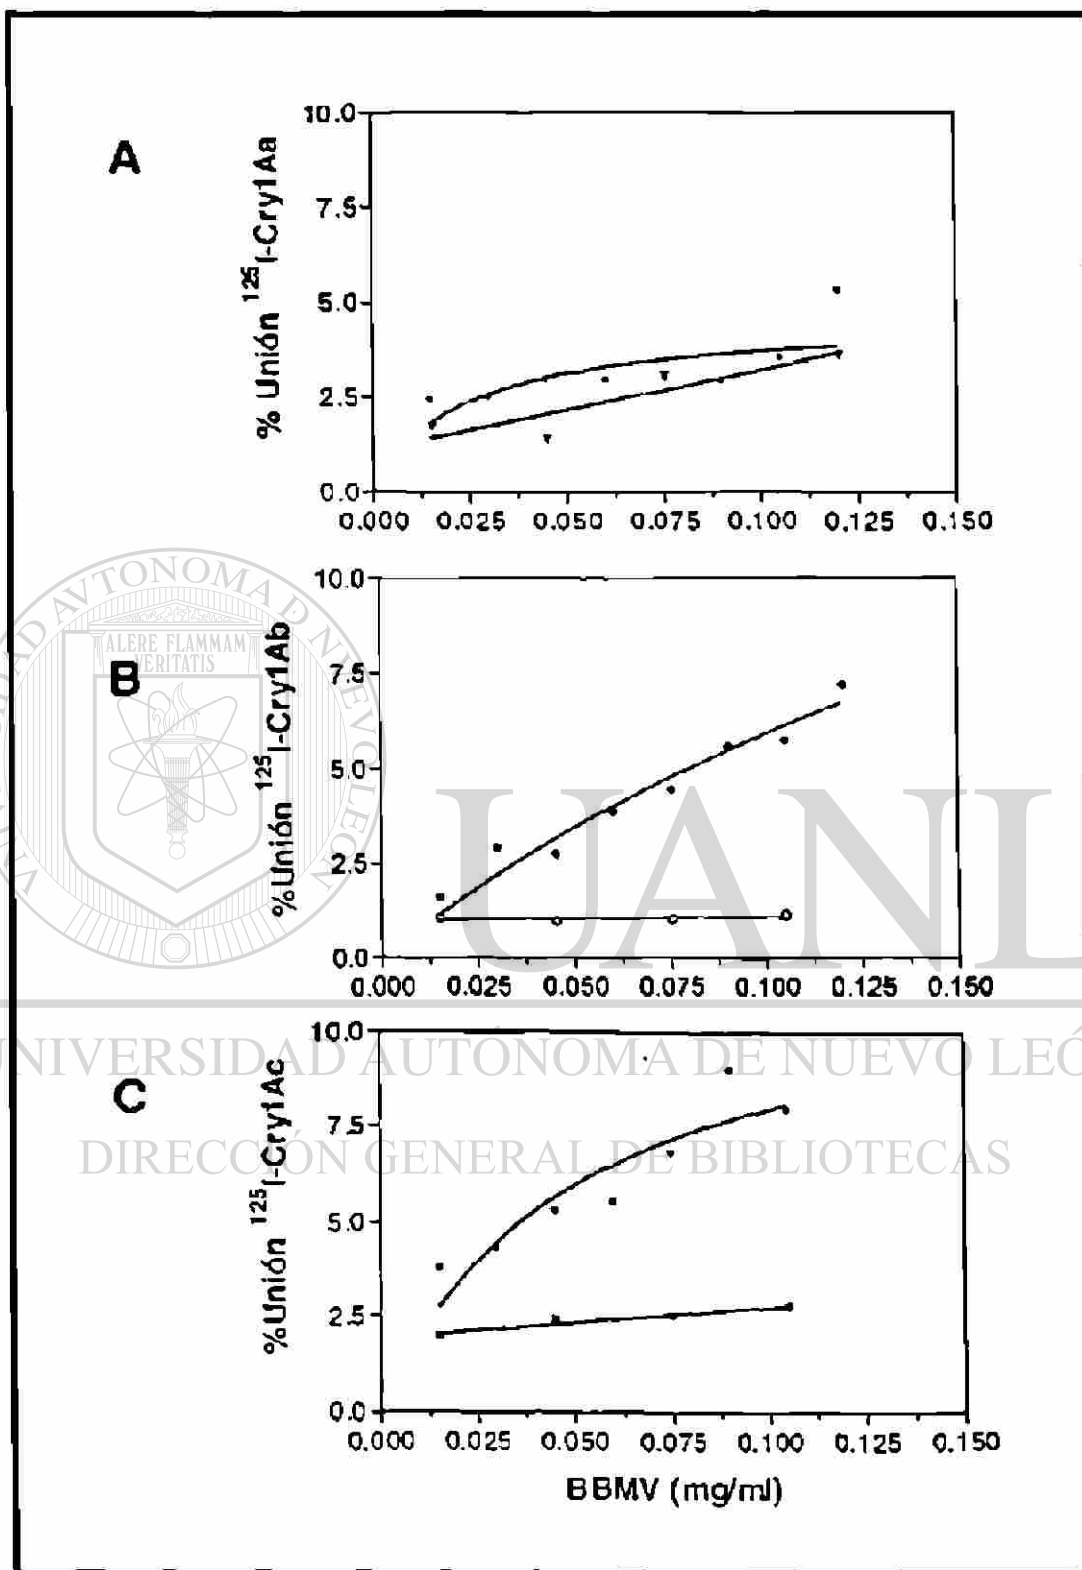 A
% Unión ¹²⁵I-Cry1Aa
10.0
7.5
5.0
2.5
0.0
0.000 0.025 0.050 0.075 0.100 0.125 0.150
B
%Unión ¹²⁵I-Cry1Ab
10.0
7.5
5.0
2.5
0.0
0.000 0.025 0.050 0.075 0.100 0.125 0.150
C
%Unión ¹²⁵I-Cry1Ac
10.0
7.5
5.0
2.5
0.0
0.000 0.025 0.050 0.075 0.100 0.125 0.150
BBMV (mg/ml)
ALERE FLAMMAM
VERITATIS
UANL
UNIVERSIDAD AUTÓNOMA DE NUEVO LEÓ
DIRECCIÓN GENERAL DE BIBLIOTECAS